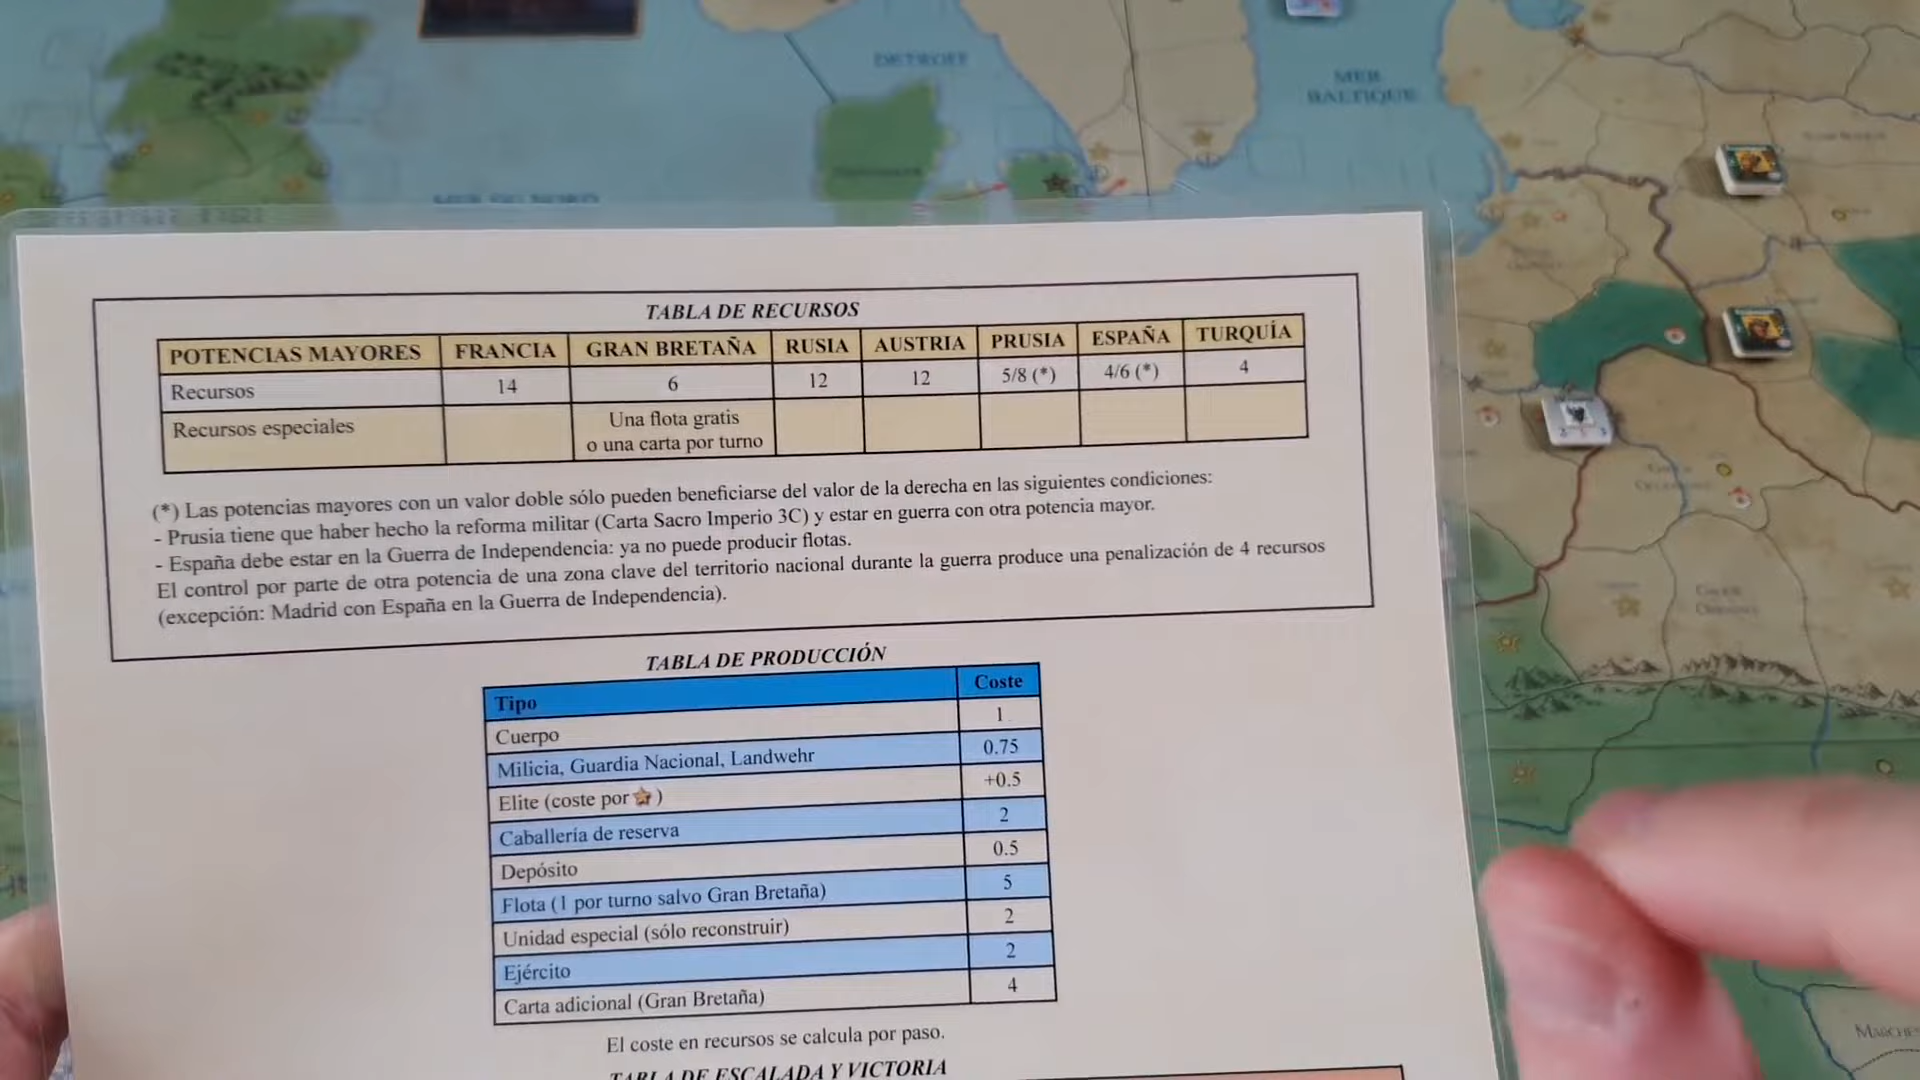 DETROIT
MER
BALTIQUE
MER DU NORD
TABLA DE RECURSOS
POTENCIAS MAYORES FRANCIA GRAN BRETAÑA RUSIA AUSTRIA PRUSIA ESPAÑA TURQUÍA
Recursos 14 6 12 12 5/8 (*) 4/6 (*) 4
Recursos especiales Una flota gratis
o una carta por turno
(*) Las potencias mayores con un valor doble sólo pueden beneficiarse del valor de la derecha en las siguientes condiciones:
- Prusia tiene que haber hecho la reforma militar (Carta Sacro Imperio 3C) y estar en guerra con otra potencia mayor.
- España debe estar en la Guerra de Independencia: ya no puede producir flotas.
El control por parte de otra potencia de una zona clave del territorio nacional durante la guerra produce una penalización de 4 recursos
(excepción: Madrid con España en la Guerra de Independencia).
TABLA DE PRODUCCIÓN
Tipo Coste
Cuerpo 1
Milicia, Guardia Nacional, Landwehr 0.75
Elite (coste por ) +0.5
Caballería de reserva 2
Depósito 0.5
Flota (1 por turno salvo Gran Bretaña) 5
Unidad especial (sólo reconstruir) 2
Ejército 2
Carta adicional (Gran Bretaña) 4
El coste en recursos se calcula por paso.
TABLA DE ESCALADA Y VICTORIA
MARCHES